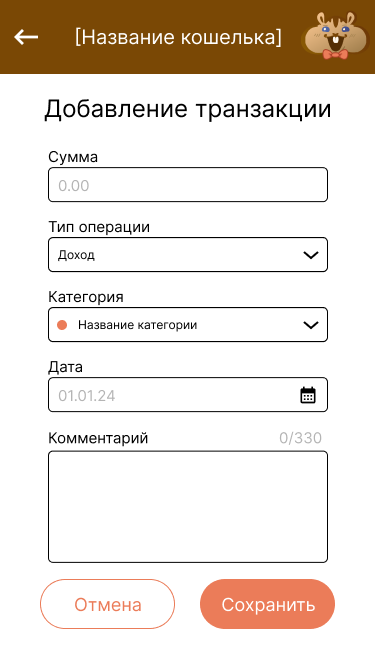 [Название кошелька]
Добавление транзакции
Сумма
0.00
Тип операции
Доход
Категория
Название категории
Дата
01.01.24
Комментарий 0/330
Отмена Сохранить